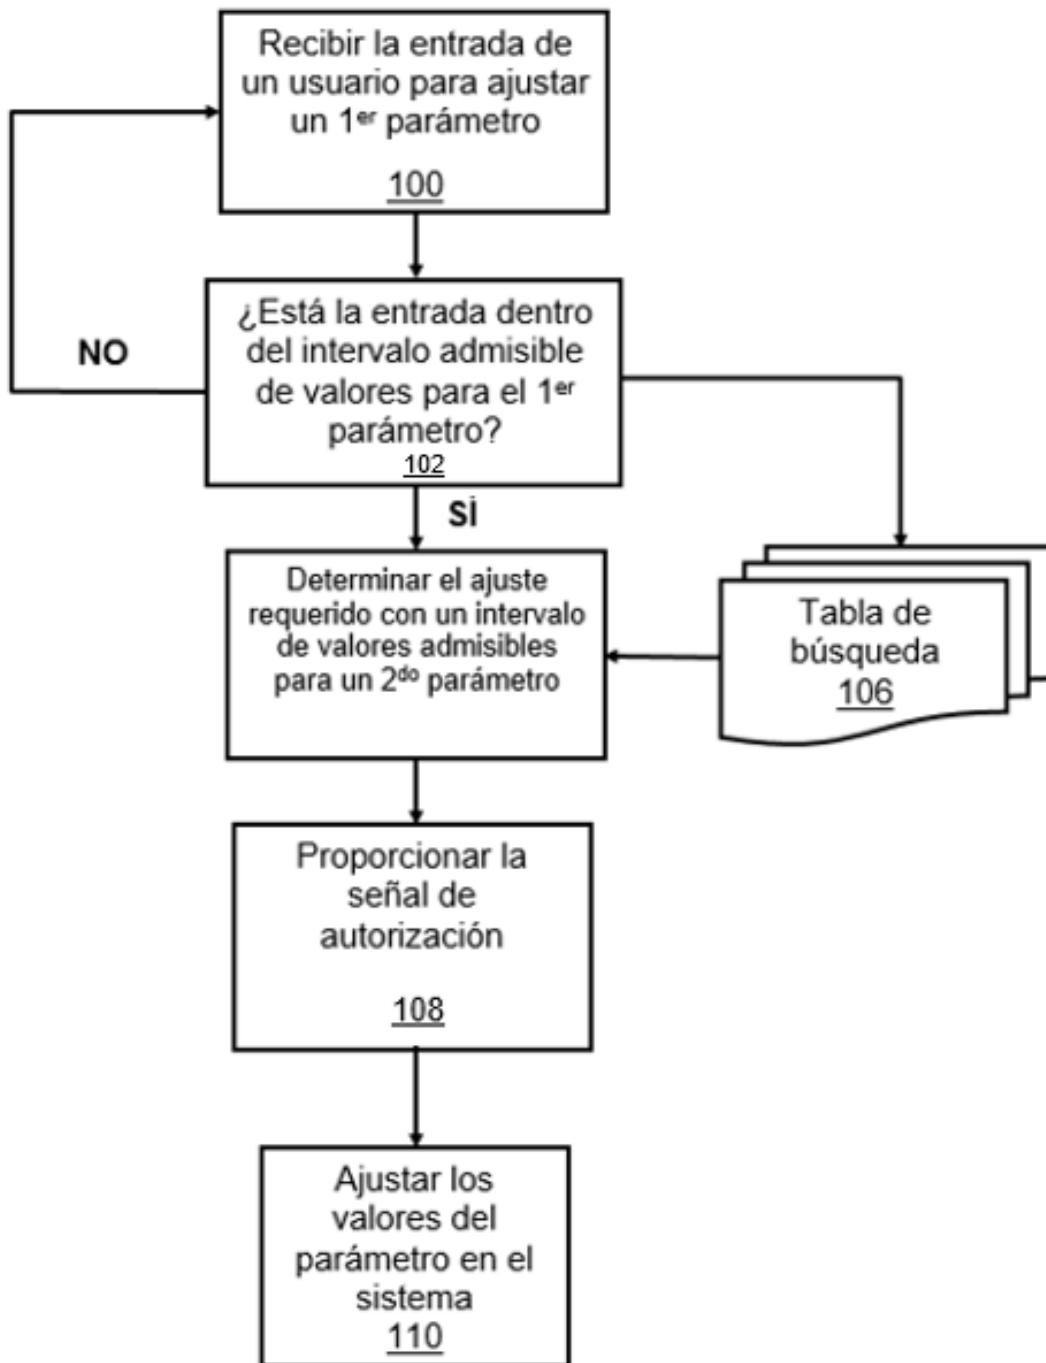 Recibir la entrada de
un usuario para ajustar
un 1er parámetro
100
¿Está la entrada dentro
del intervalo admisible
de valores para el 1er
parámetro?
102
NO
SÍ
Determinar el ajuste
requerido con un intervalo
de valores admisibles
para un 2do parámetro
Tabla de
búsqueda
106
Proporcionar la
señal de
autorización
108
Ajustar los
valores del
parámetro en el
sistema
110